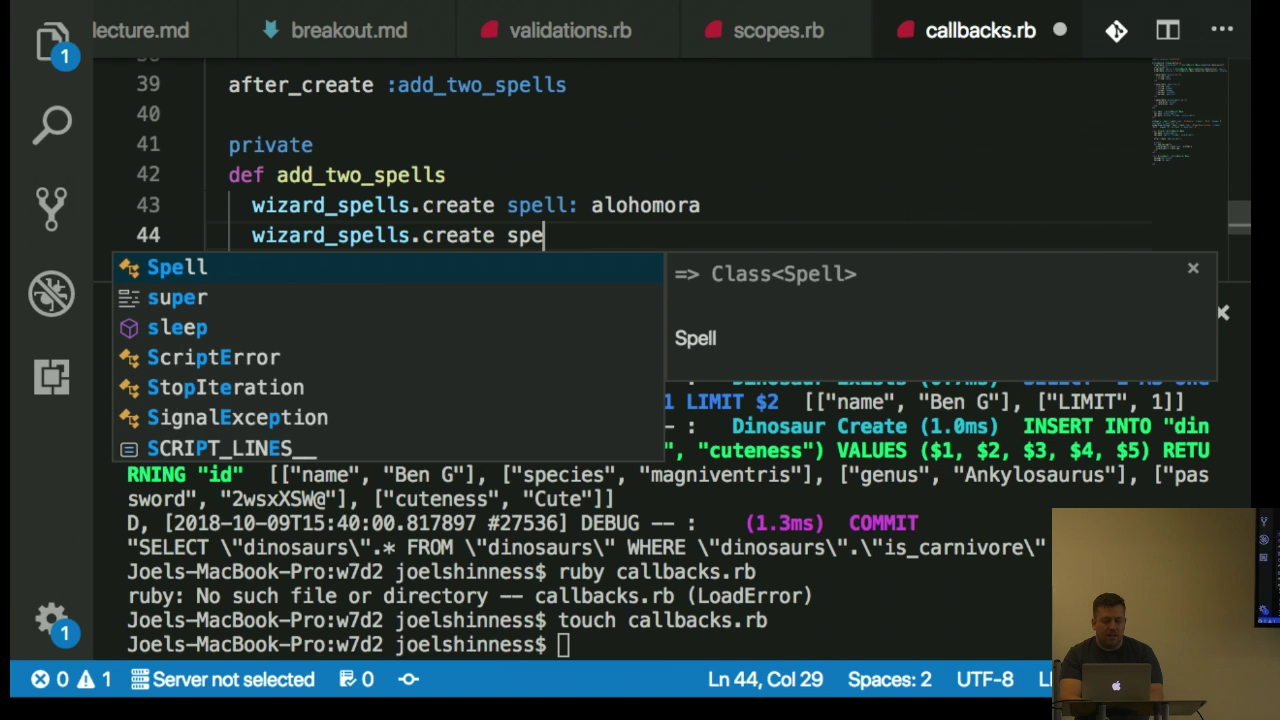 lecture.md
breakout.md
validations.rb
scopes.rb
callbacks.rb
1
39 after_create :add_two_spells
40
41 private
42 def add_two_spells
43 wizard_spells.create spell: alohomora
44 wizard_spells.create spe
Spell
super
sleep
ScriptError
StopIteration
SignalException
SCRIPT_LINES__
=> Class<Spell>
Spell
1 LIMIT $2 [["name", "Ben G"], ["LIMIT", 1]]
- : Dinosaur Create (1.0ms) INSERT INTO "din
", "cuteness") VALUES ($1, $2, $3, $4, $5) RETU
RNING "id" [["name", "Ben G"], ["species", "magniventris"], ["genus", "Ankylosaurus"], ["pas
sword", "2wsxXSW@"], ["cuteness", "Cute"]]
D, [2018-10-09T15:40:00.817897 #27536] DEBUG -- : (1.3ms) COMMIT
"SELECT \"dinosaurs\".* FROM \"dinosaurs\" WHERE \"dinosaurs\".\"is_carnivore\"
Joels-MacBook-Pro:w7d2 joelshinness$ ruby callbacks.rb
ruby: No such file or directory -- callbacks.rb (LoadError)
Joels-MacBook-Pro:w7d2 joelshinness$ touch callbacks.rb
Joels-MacBook-Pro:w7d2 joelshinness$
1
0 1 Server not selected 0 Ln 44, Col 29 Spaces: 2 UTF-8